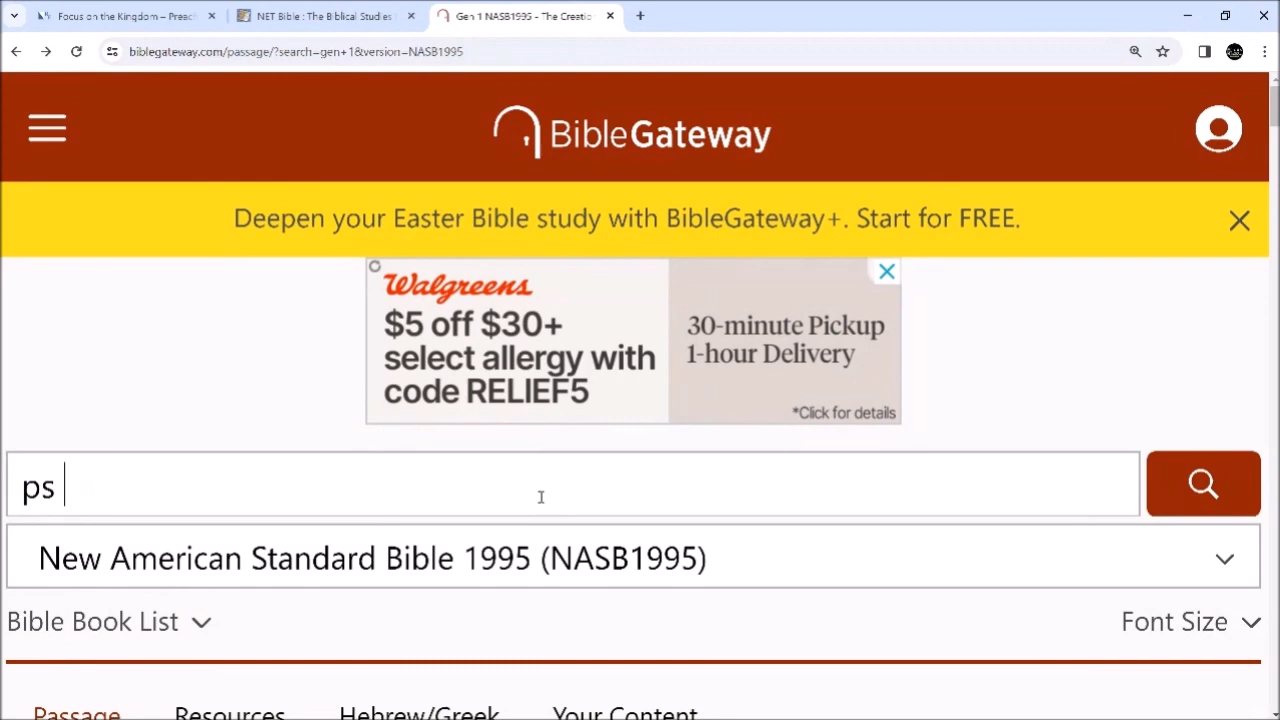 Focus on the Kingdom – Preach
NET Bible : The Biblical Studies
Gen 1 NASB1995 - The Creatio
biblegateway.com/passage/?search=gen+1&version=NASB1995
BibleGateway
Deepen your Easter Bible study with BibleGateway+. Start for FREE.
Walgreens
$5 off $30+
select allergy with
code RELIEF5
30-minute Pickup
1-hour Delivery
*Click for details
ps
New American Standard Bible 1995 (NASB1995)
Bible Book List
Font Size
Passage Resources Hebrew/Greek Your Content